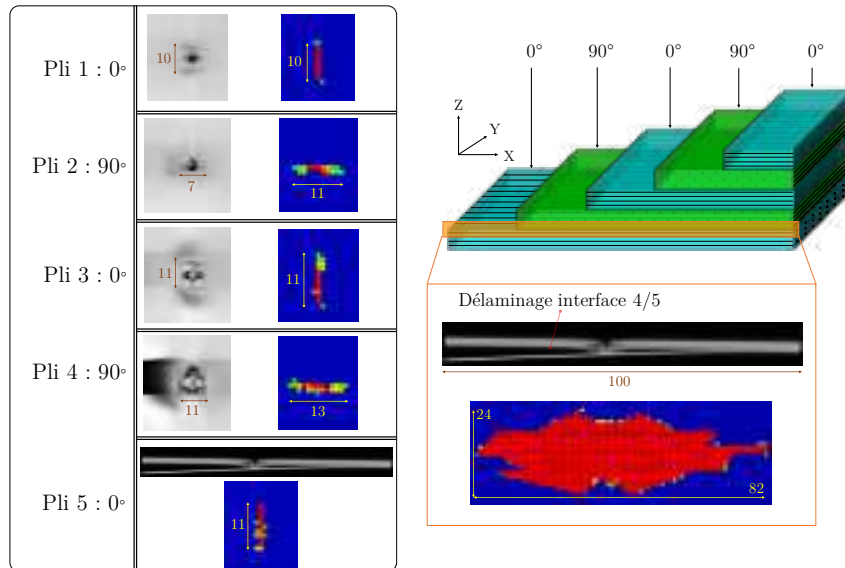 Pli 1 : 0°
10
10
Pli 2 : 90°
7
11
Pli 3 : 0°
11
11
Pli 4 : 90°
11
13
Pli 5 : 0°
11
0° 90° 0° 90° 0°
Z
Y
X
Délaminage interface 4/5
100
24
82